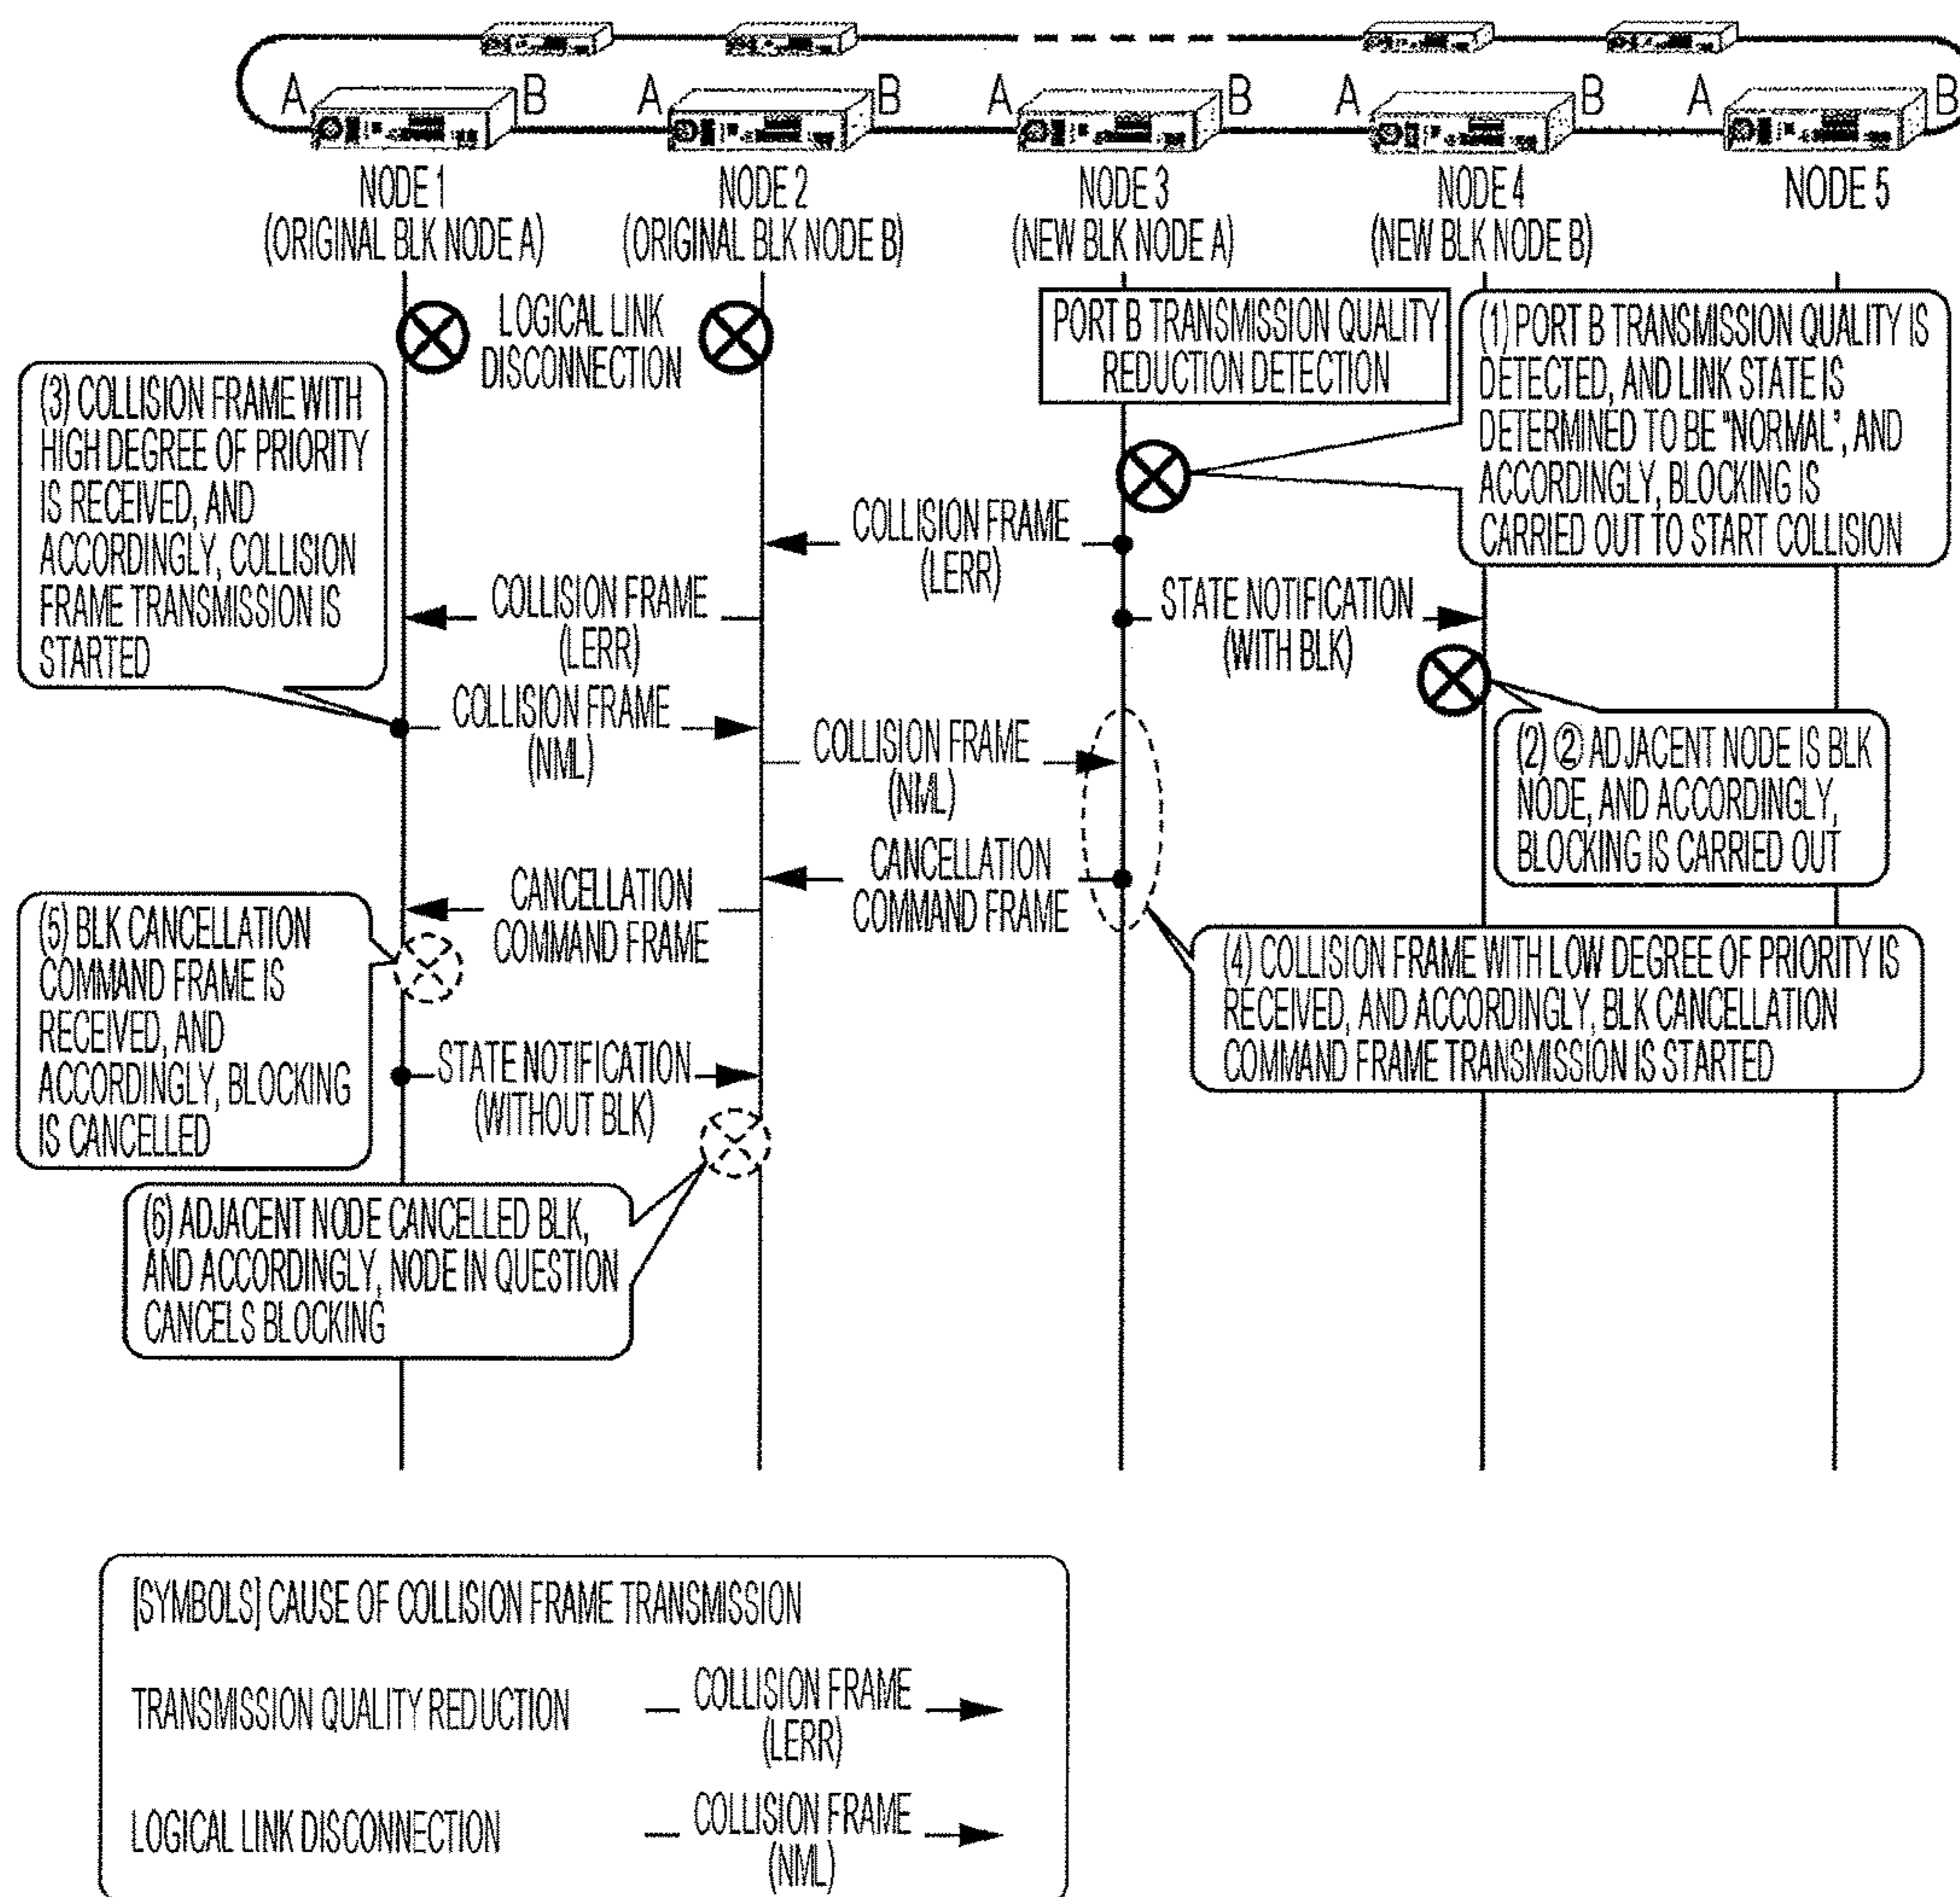 A B A B A B A B A B
NODE 1
(ORIGINAL BLK NODE A)
NODE 2
(ORIGINAL BLK NODE B)
NODE 3
(NEW BLK NODE A)
NODE 4
(NEW BLK NODE B)
NODE 5
LOGICAL LINK
DISCONNECTION
PORT B TRANSMISSION QUALITY
REDUCTION DETECTION
(1) PORT B TRANSMISSION QUALITY IS
DETECTED, AND LINK STATE IS
DETERMINED TO BE "NORMAL", AND
ACCORDINGLY, BLOCKING IS
CARRIED OUT TO START COLLISION
(3) COLLISION FRAME WITH
HIGH DEGREE OF PRIORITY
IS RECEIVED, AND
ACCORDINGLY, COLLISION
FRAME TRANSMISSION IS
STARTED
COLLISION FRAME
(LERR)
COLLISION FRAME
(LERR)
STATE NOTIFICATION
(WITH BLK)
COLLISION FRAME
(NML)
COLLISION FRAME
(NML)
(2) ② ADJACENT NODE IS BLK
NODE, AND ACCORDINGLY,
BLOCKING IS CARRIED OUT
CANCELLATION
COMMAND FRAME
CANCELLATION
COMMAND FRAME
(5) BLK CANCELLATION
COMMAND FRAME IS
RECEIVED, AND
ACCORDINGLY, BLOCKING
IS CANCELLED
(4) COLLISION FRAME WITH LOW DEGREE OF PRIORITY IS
RECEIVED, AND ACCORDINGLY, BLK CANCELLATION
COMMAND FRAME TRANSMISSION IS STARTED
STATE NOTIFICATION
(WITHOUT BLK)
(6) ADJACENT NODE CANCELLED BLK,
AND ACCORDINGLY, NODE IN QUESTION
CANCELS BLOCKING
[SYMBOLS] CAUSE OF COLLISION FRAME TRANSMISSION
TRANSMISSION QUALITY REDUCTION
COLLISION FRAME
(LERR)
LOGICAL LINK DISCONNECTION
COLLISION FRAME
(NML)